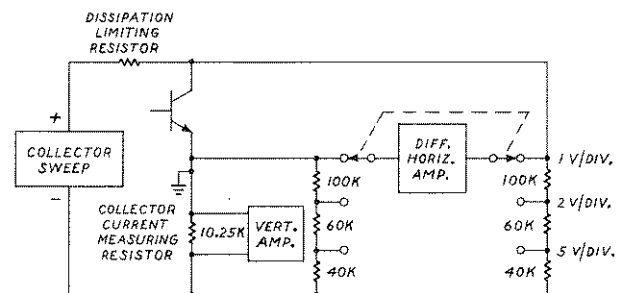 DISSIPATION
LIMITING
RESISTOR
+
COLLECTOR
SWEEP
-
COLLECTOR
CURRENT
MEASURING
RESISTOR
10.25K
VERT.
AMP.
100K
60K
40K
DIFF.
HORIZ.
AMP.
1 V/DIV.
100K
2 V/DIV.
60K
5 V/DIV.
40K